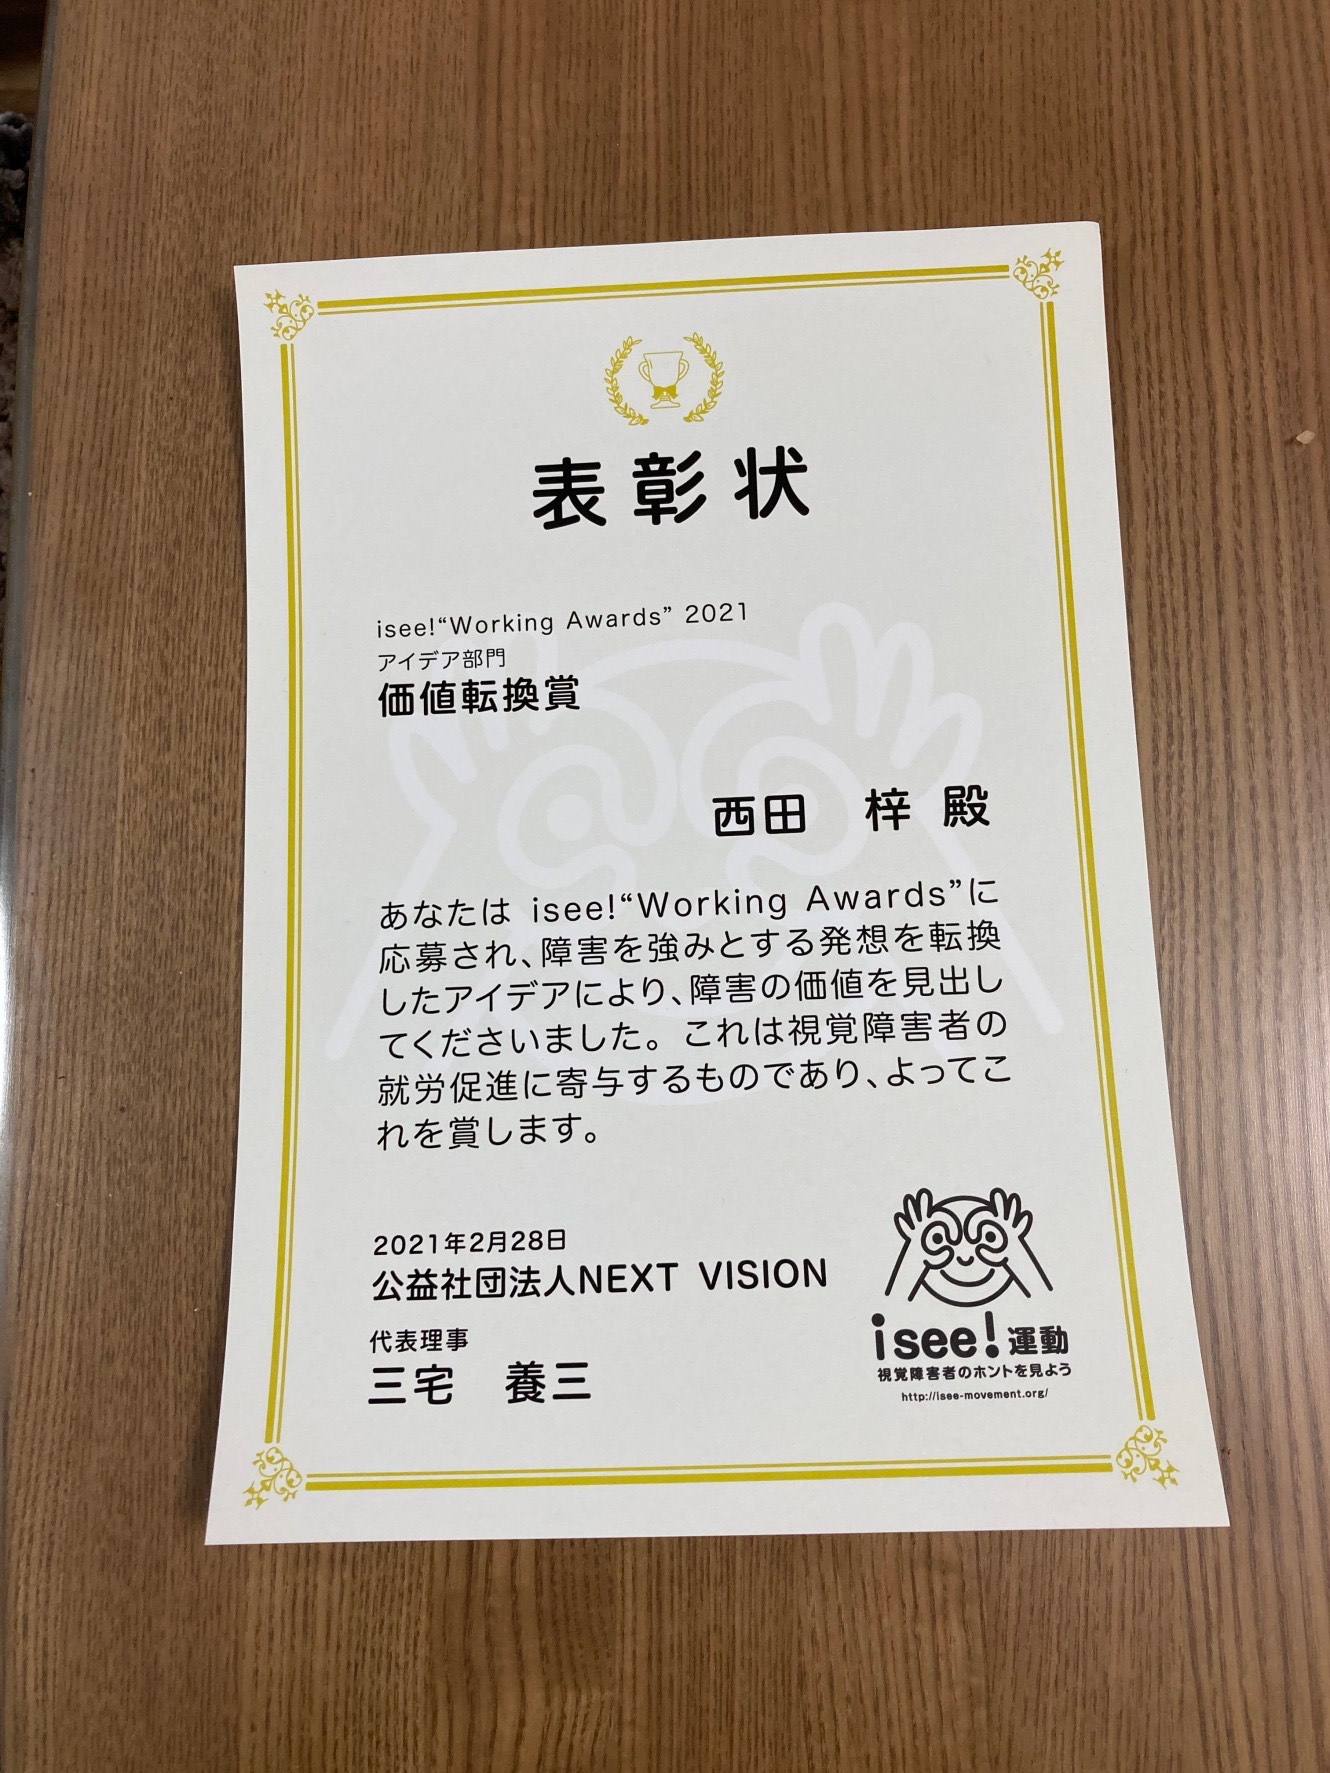 表彰状
isee!“Working Awards” 2021
アイデア部門
価値転換賞
西田　梓 殿
あなたは isee!“Working Awards”に
応募され、障害を強みとする発想を転換
したアイデアにより、障害の価値を見出し
てくださいました。これは視覚障害者の
就労促進に寄与するものであり、よってこ
れを賞します。
2021年2月28日
公益社団法人NEXT VISION
代表理事
三宅　養三
isee!運動
視覚障害者のホントを見よう
http://isee-movement.org/